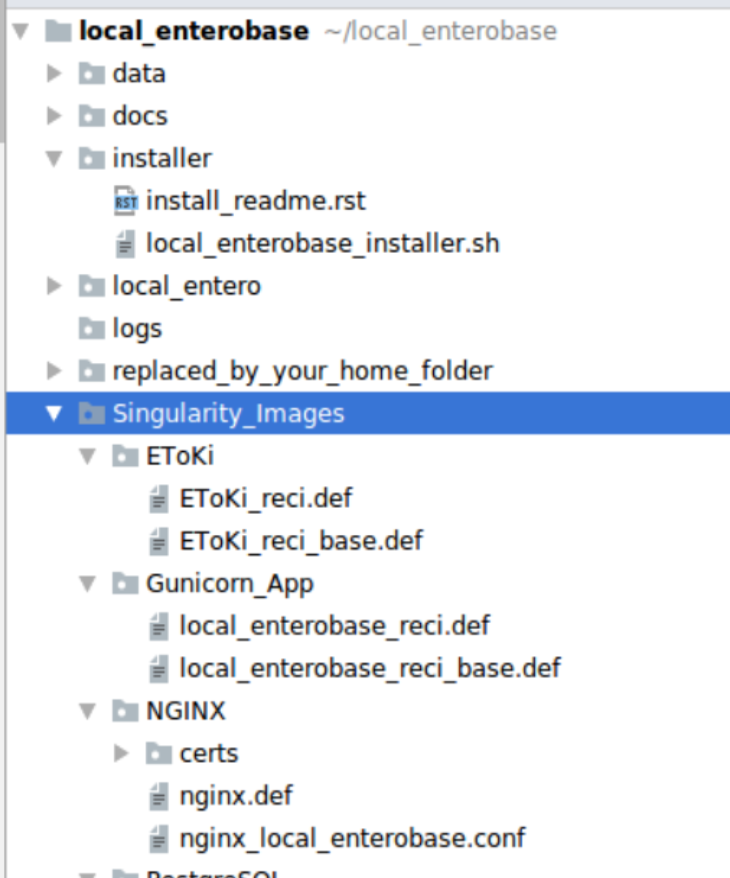 local_enterobase ~/local_enterobase
data
docs
installer
RST install_readme.rst
local_enterobase_installer.sh
local_entero
logs
replaced_by_your_home_folder
Singularity_Images
EToKi
EToKi_reci.def
EToKi_reci_base.def
Gunicorn_App
local_enterobase_reci.def
local_enterobase_reci_base.def
NGINX
certs
nginx.def
nginx_local_enterobase.conf
PostgreSQL